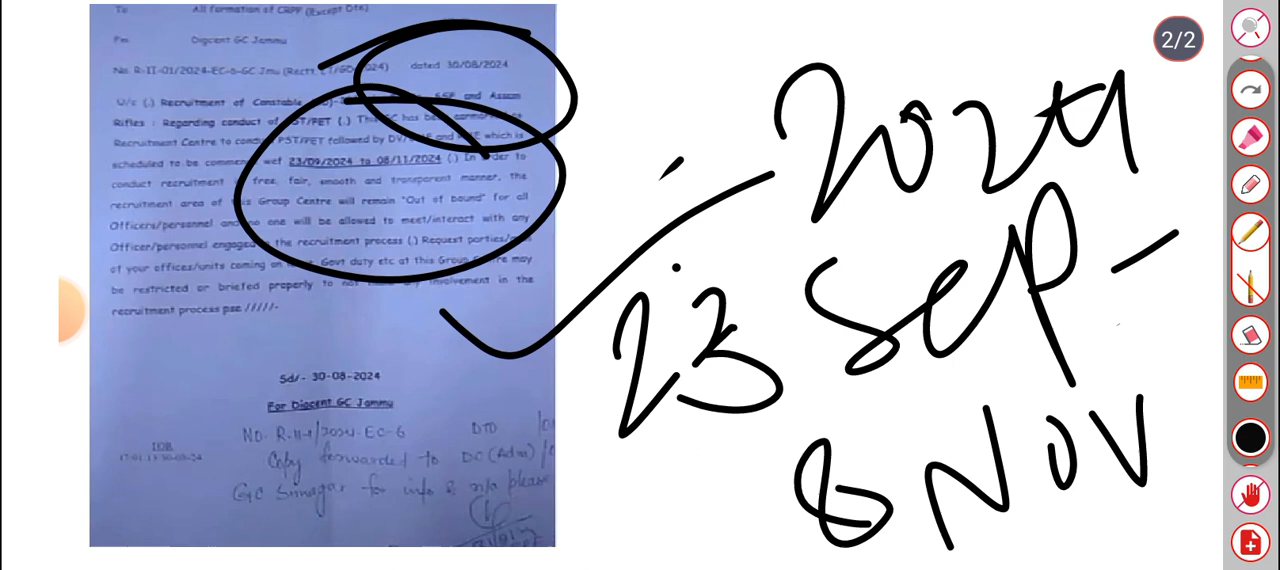 To All formation of CRPF (Except Dte)
Fm Digcent GC Jammu
No. R-II-01/2024-EC-6-GC Jmu (Rectt. 2024) dated 30/08/2024
U/c (.) Recruitment of Constable SSF and Assam
Rifles : Regarding conduct of PST/PET (.) This GC has been earmarked as
Recruitment Centre to conduct PST/PET followed by DV/ and which is
scheduled to be commence wef 23/09/2024 to 08/11/2024 (.) In order to
conduct recruitment free, fair, smooth and transparent manner, the
recruitment area of this Group Centre will remain "Out of bound" for all
Officers/personnel and no one will be allowed to meet/interact with any
Officer/personnel engaged the recruitment process (.) Request parties/
of your offices/units coming on Govt duty etc at this Group Centre may
be restricted or briefed properly to not any involvement in the
recruitment process pse /////-
Sd/- 30-08-2024
For Digcent GC Jammu
NO. R-II-1/2024-EC-6 DTD
Copy forwarded to DC (Adm)
GC Srinagar for info & n/a please
2/2
2024
23 Sep -
8 Nov